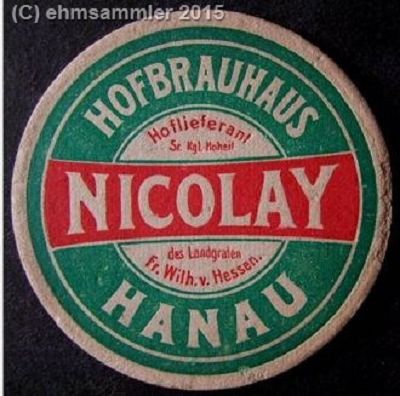 (C) ehmsammler 2015
HOFBRAUHAUS
Hoflieferant
Sr. Kgl. Hoheit
NICOLAY
des Landgrafen
Fr. Wilh. v. Hessen.
HANAU